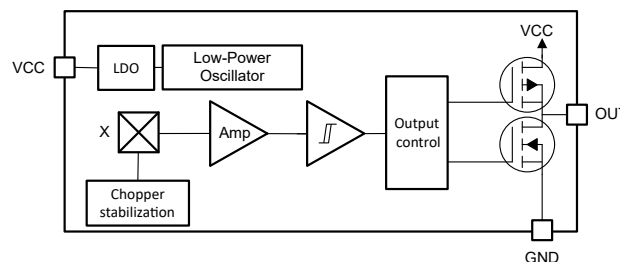 VCC
LDO
Low-Power
Oscillator
VCC
X
Amp
Output
control
OUT
Chopper
stabilization
GND